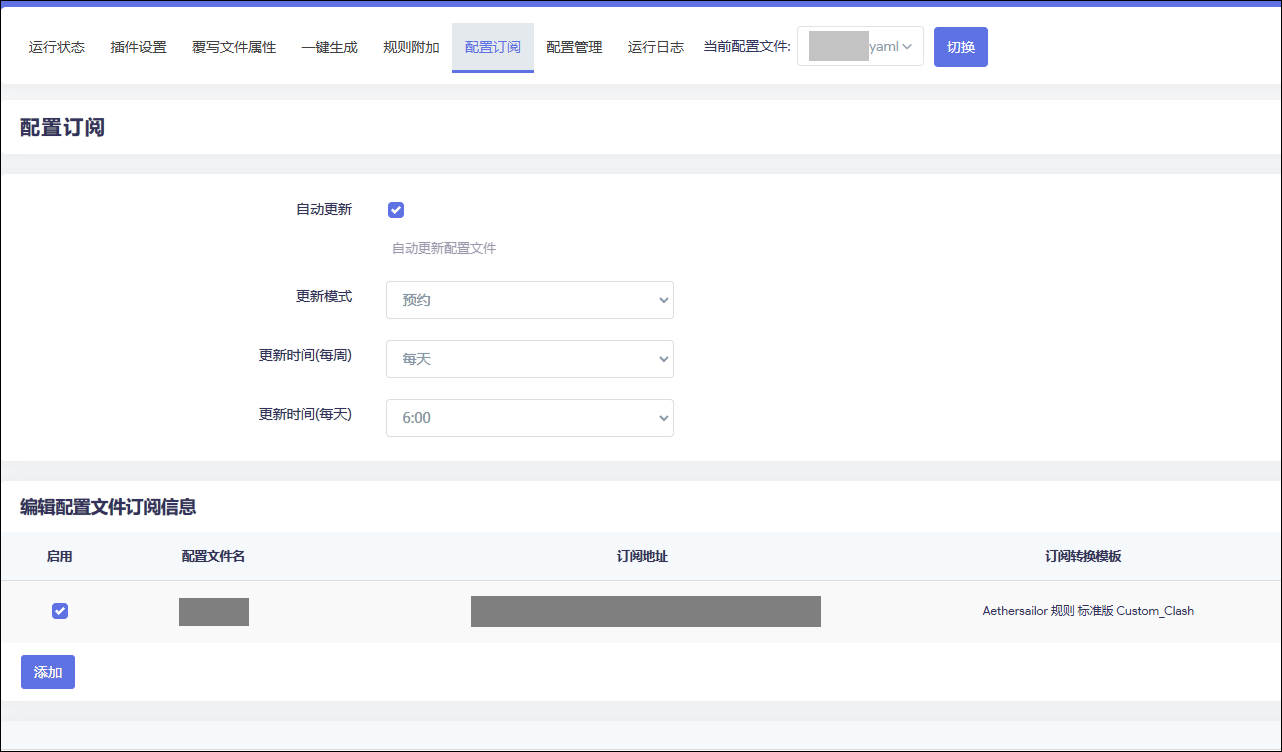 运行状态 插件设置 覆写文件属性 一键生成 规则附加 配置订阅 配置管理 运行日志 当前配置文件: yaml 切换
配置订阅
自动更新
自动更新配置文件
更新模式 预约
更新时间(每周) 每天
更新时间(每天) 6:00
编辑配置文件订阅信息
启用 配置文件名 订阅地址 订阅转换模板
Aethersailor 规则 标准版 Custom_Clash
添加